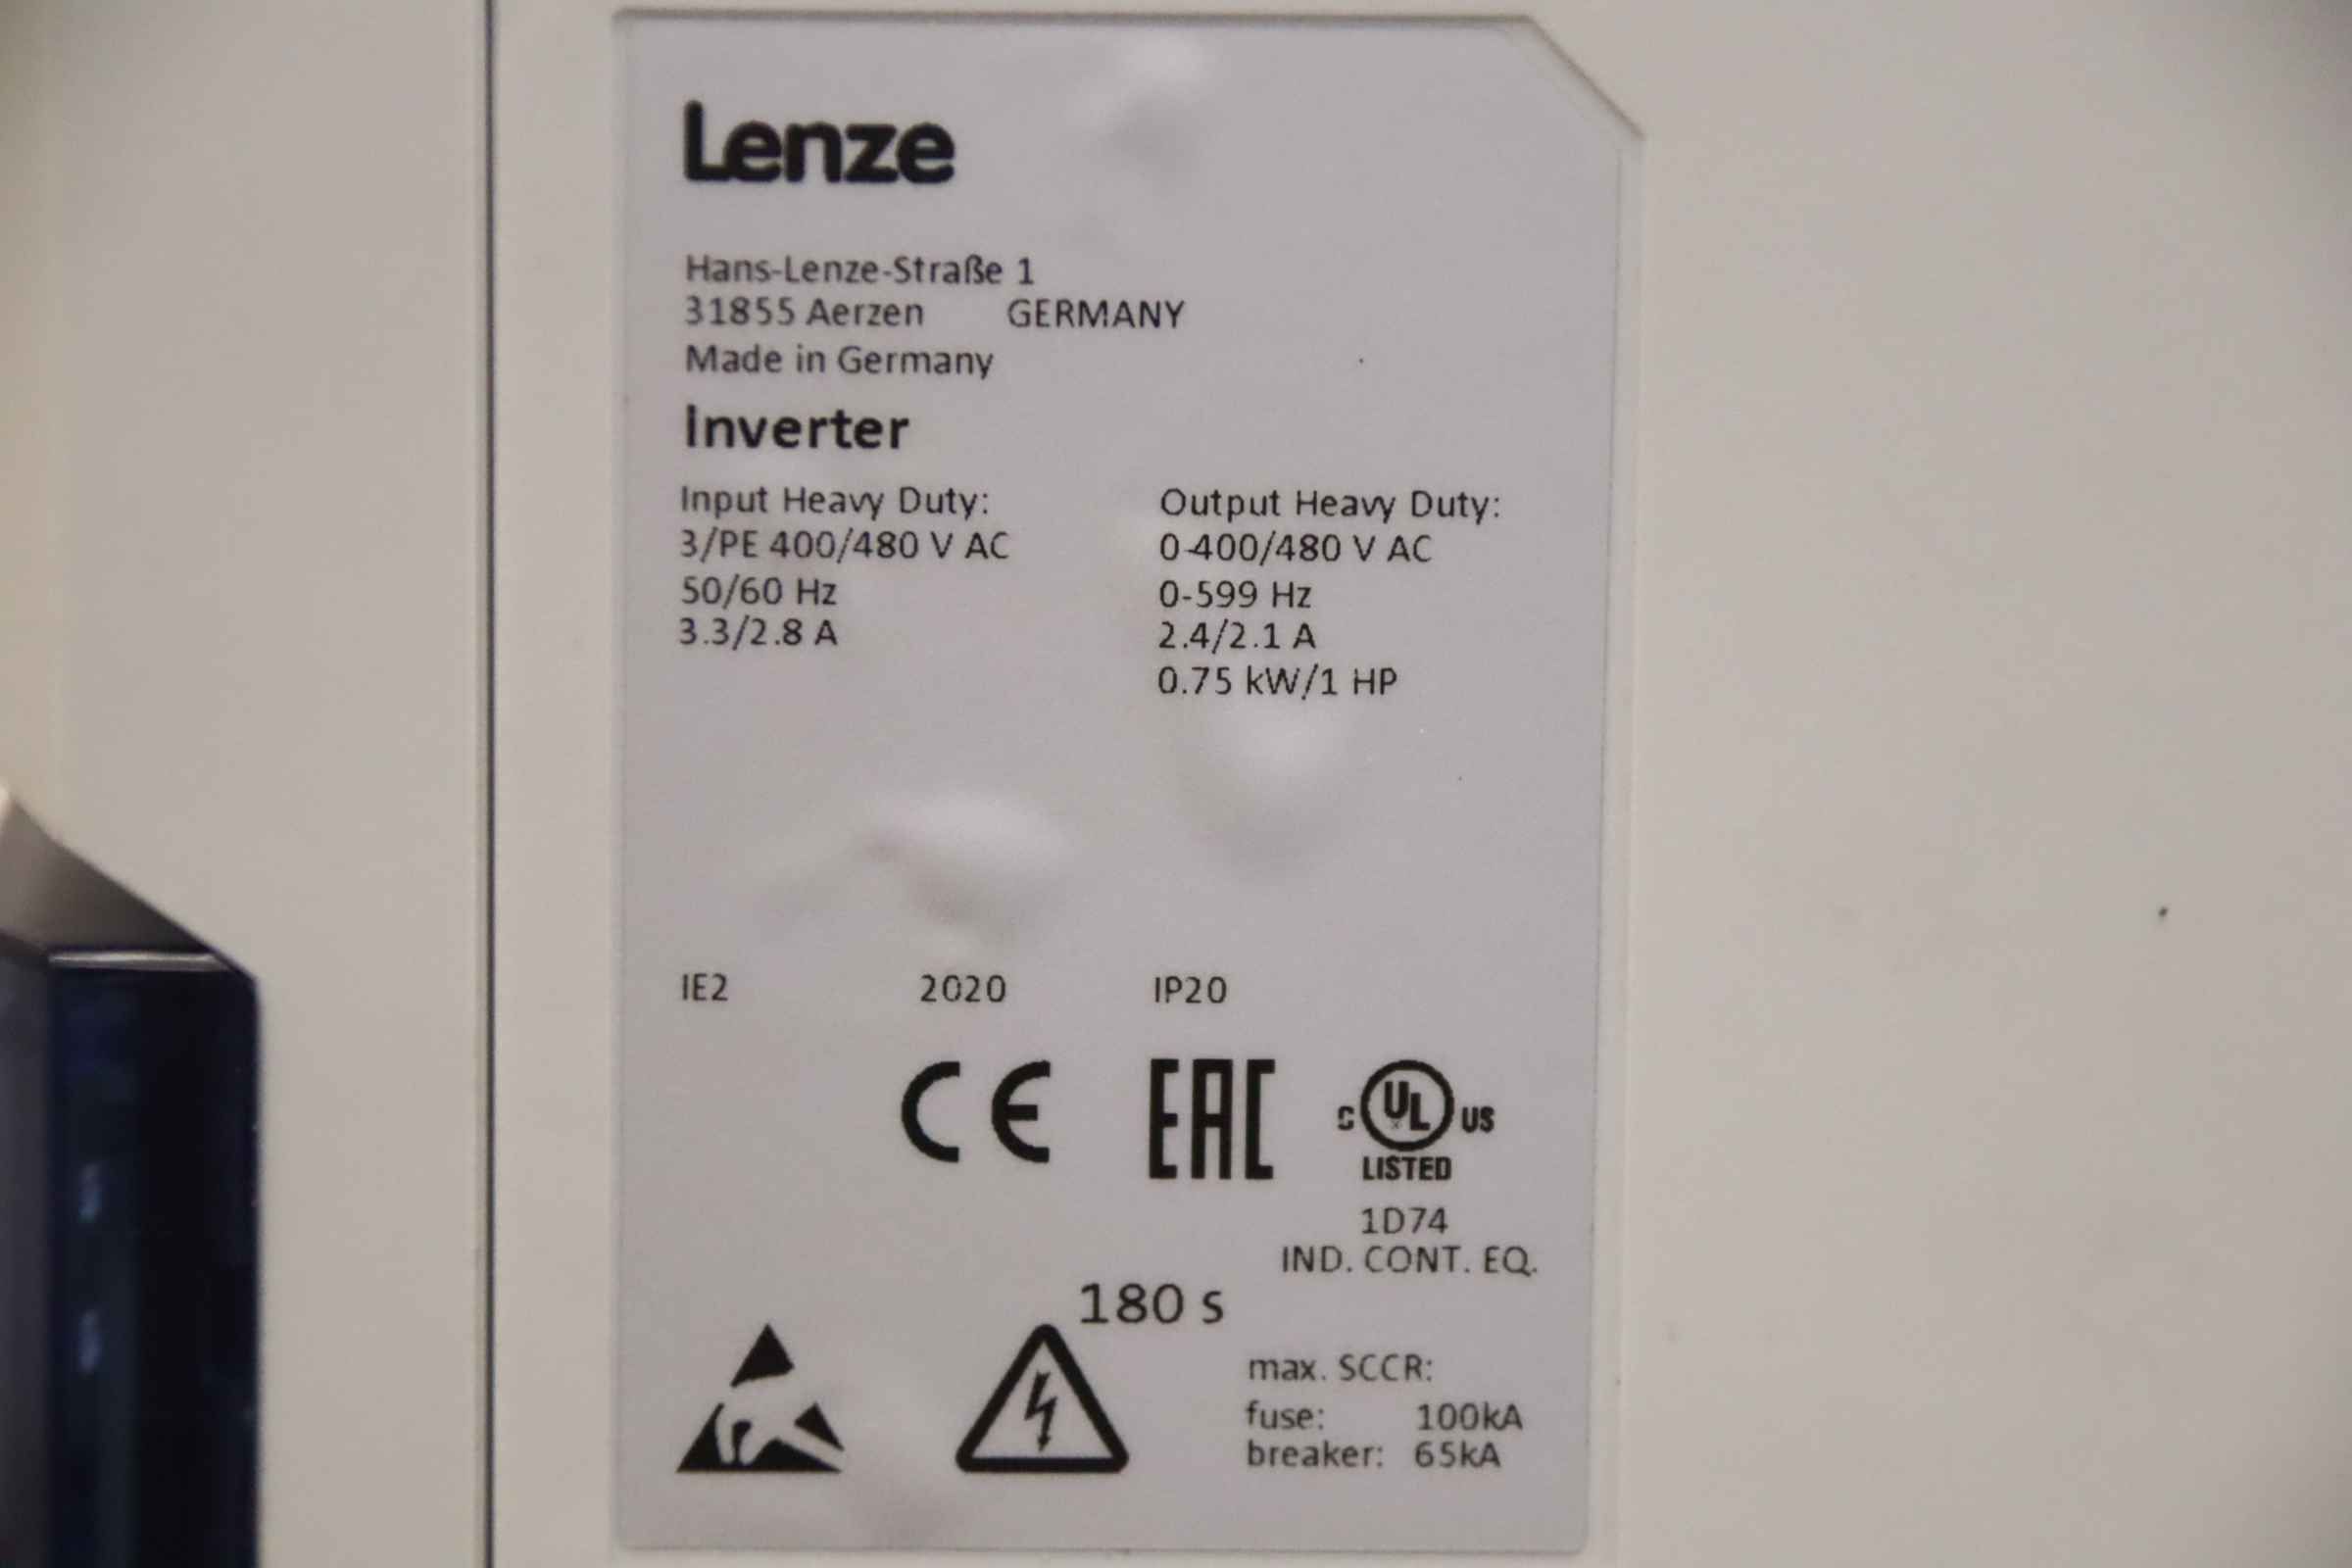 Lenze
Hans-Lenze-Straße 1
31855 Aerzen GERMANY
Made in Germany
Inverter
Input Heavy Duty:
3/PE 400/480 V AC
50/60 Hz
3.3/2.8 A
Output Heavy Duty:
0-400/480 V AC
0-599 Hz
2.4/2.1 A
0.75 kW/1 HP
IE2 2020 IP20
CE EAC c UL US
LISTED
1D74
IND. CONT. EQ.
180 s
max. SCCR:
fuse: 100kA
breaker: 65kA